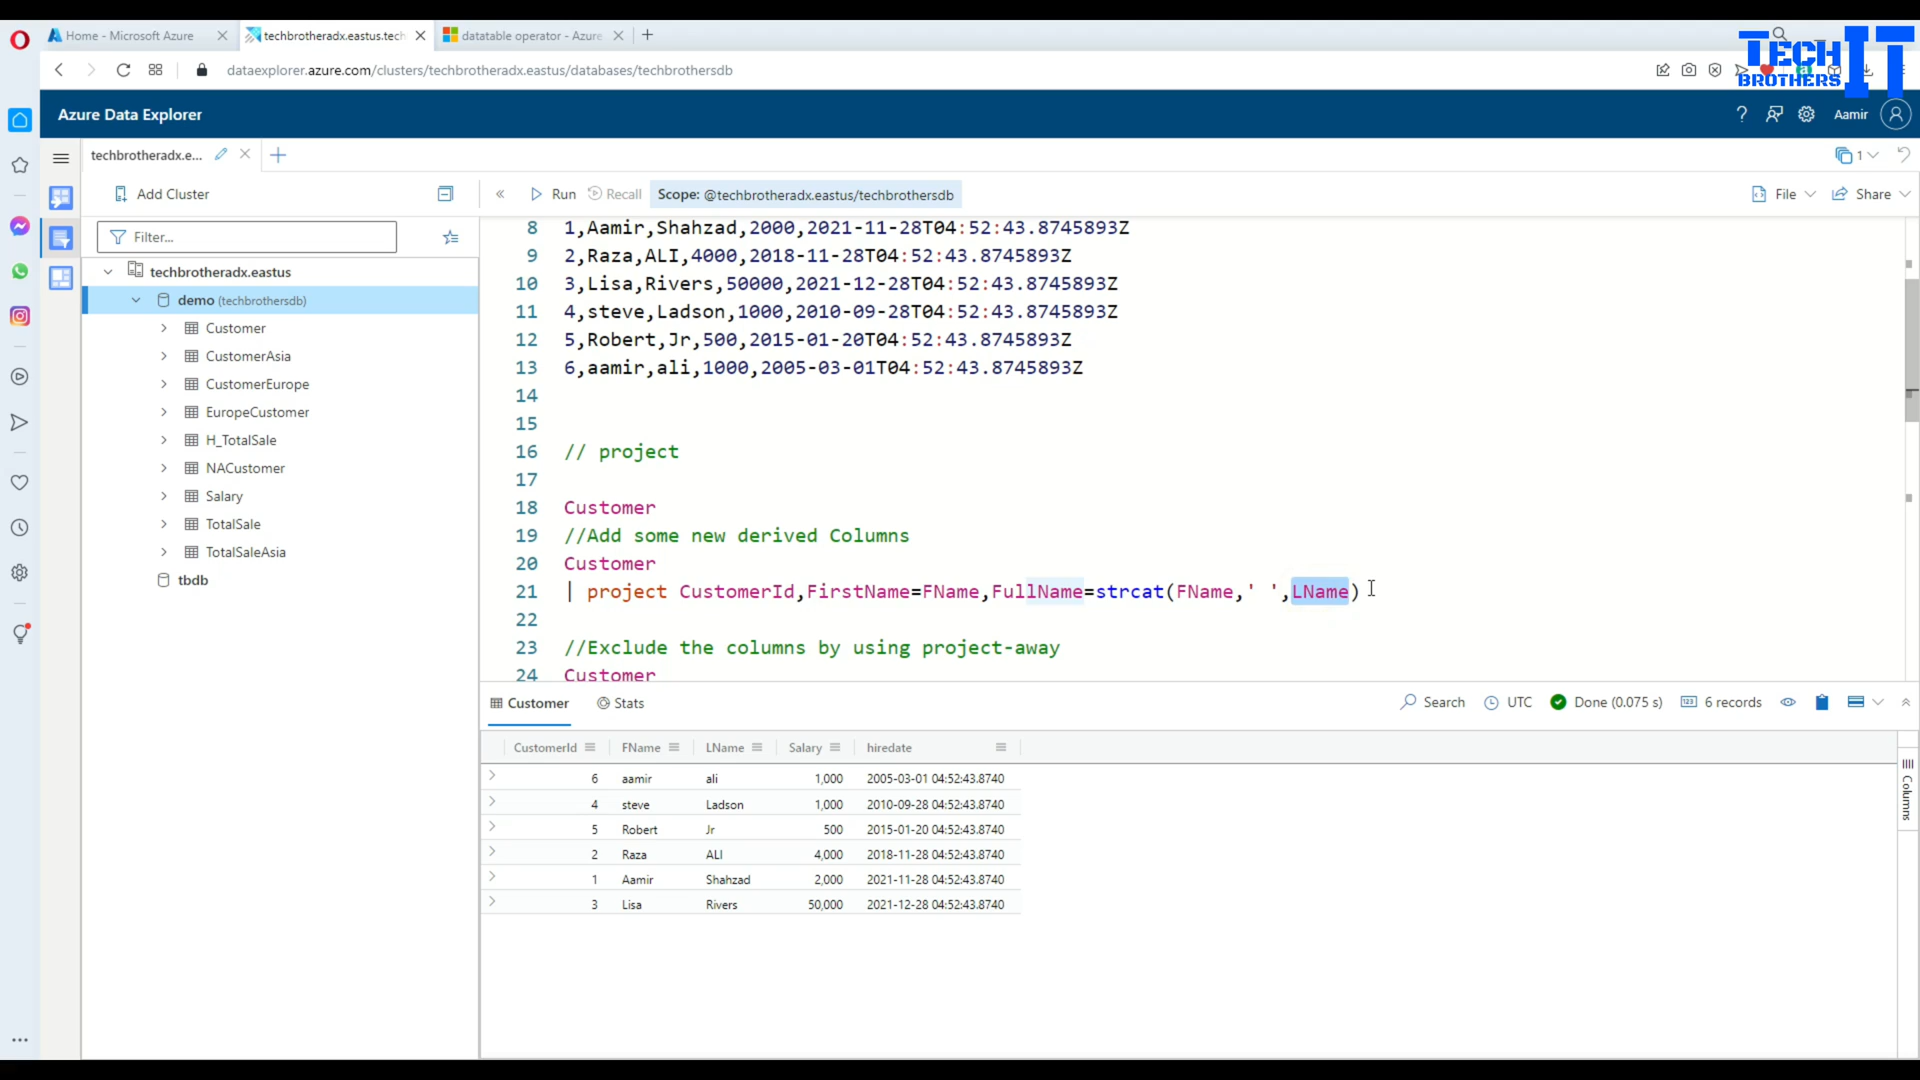 Home - Microsoft Azure
techbrotheradx.eastus.tech
datatable operator - Azure
dataexplorer.azure.com/clusters/techbrotheradx.eastus/databases/techbrothersdb
TECH
BROTHERS
IT
Azure Data Explorer
? Aamir
techbrotheradx.e...
1
Add Cluster
Run
Recall
Scope: @techbrotheradx.eastus/techbrothersdb
File
Share
Filter...
techbrotheradx.eastus
demo (techbrothersdb)
Customer
CustomerAsia
CustomerEurope
EuropeCustomer
H_TotalSale
NACustomer
Salary
TotalSale
TotalSaleAsia
tbdb
8 1,Aamir,Shahzad,2000,2021-11-28T04:52:43.8745893Z
9 2,Raza,ALI,4000,2018-11-28T04:52:43.8745893Z
10 3,Lisa,Rivers,50000,2021-12-28T04:52:43.8745893Z
11 4,steve,Ladson,1000,2010-09-28T04:52:43.8745893Z
12 5,Robert,Jr,500,2015-01-20T04:52:43.8745893Z
13 6,aamir,ali,1000,2005-03-01T04:52:43.8745893Z
14
15
16 // project
17
18 Customer
19 //Add some new derived Columns
20 Customer
21 | project CustomerId,FirstName=FName,FullName=strcat(FName,' ',LName)
22
23 //Exclude the columns by using project-away
24 Customer
Customer
Stats
Search
UTC
Done (0.075 s)
6 records
CustomerId FName LName Salary hiredate
6 aamir ali 1,000 2005-03-01 04:52:43.8740
4 steve Ladson 1,000 2010-09-28 04:52:43.8740
5 Robert Jr 500 2015-01-20 04:52:43.8740
2 Raza ALI 4,000 2018-11-28 04:52:43.8740
1 Aamir Shahzad 2,000 2021-11-28 04:52:43.8740
3 Lisa Rivers 50,000 2021-12-28 04:52:43.8740
Columns